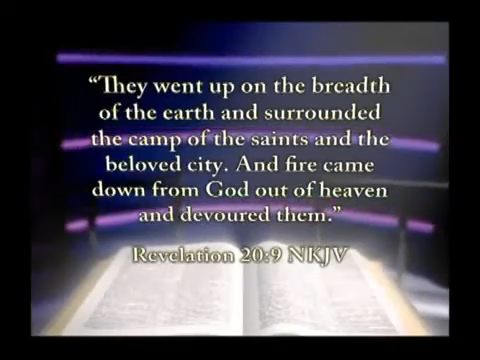 “They went up on the breadth
of the earth and surrounded
the camp of the saints and the
beloved city. And fire came
down from God out of heaven
and devoured them.”
Revelation 20:9 NKJV